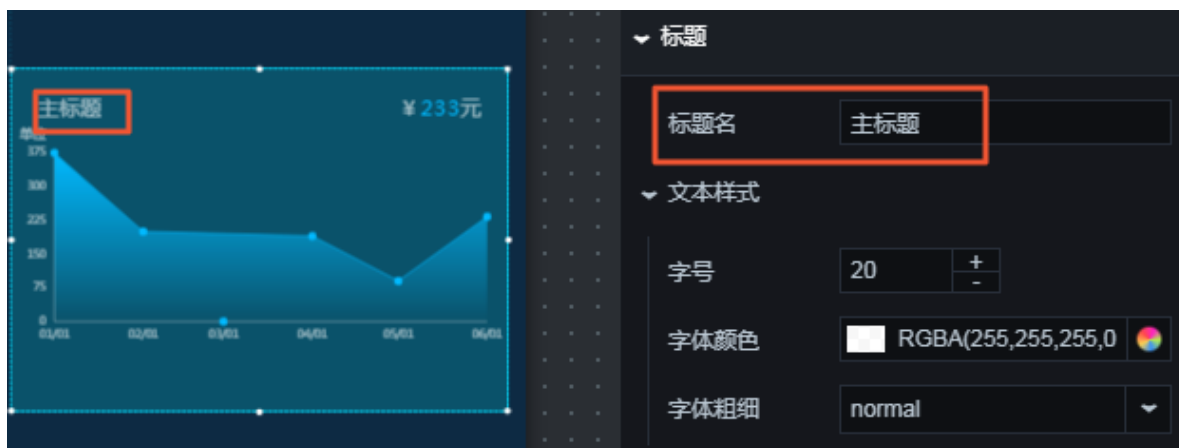 主标题
¥233元
单位
375
300
225
150
75
0
01/01 02/01 03/01 04/01 05/01 06/01
标题
标题名 主标题
文本样式
字号 20 + -
字体颜色 RGBA(255,255,255,0
字体粗细 normal